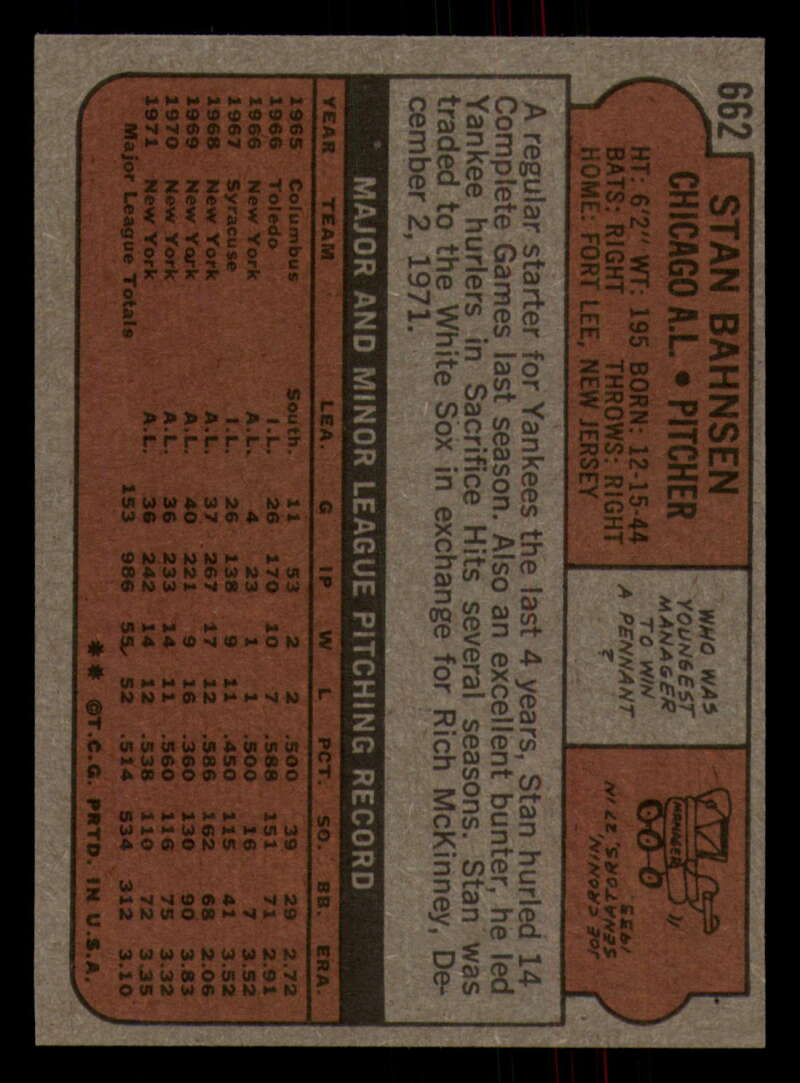 662
STAN BAHNSEN
CHICAGO A.L. • PITCHER
HT: 6'2" WT: 195 BORN: 12-15-44
BATS: RIGHT THROWS: RIGHT
HOME: FORT LEE, NEW JERSEY
WHO WAS
YOUNGEST
MANAGER
TO WIN
A PENNANT
?
MANAGER
JOE CRONIN,
SENATORS, 27 IN
1933
A regular starter for Yankees the last 4 years, Stan hurled 14
Complete Games last season. Also an excellent bunter, he led
Yankee hurlers in Sacrifice Hits several seasons. Stan was
traded to the White Sox in exchange for Rich McKinney, De-
cember 2, 1971.
MAJOR AND MINOR LEAGUE PITCHING RECORD
YEAR TEAM LEA. G IP W L PCT. SO. BB. ERA.
1965 Columbus South. 11 53 2 2 .500 39 29 2.72
1966 Toledo I.L. 26 170 10 7 .588 151 71 2.91
1966 New York A.L. 4 23 1 1 .500 16 7 3.52
1967 Syracuse I.L. 26 138 9 11 .450 115 41 3.52
1968 New York A.L. 37 267 17 12 .586 162 68 2.06
1969 New York A.L. 40 221 9 16 .360 130 90 3.83
1970 New York A.L. 36 233 14 11 .560 116 75 3.32
1971 New York A.L. 36 242 14 12 .538 110 72 3.35
Major League Totals 153 986 55 52 .514 534 312 3.10
** ©T.C.G. PRTD. IN U.S.A.